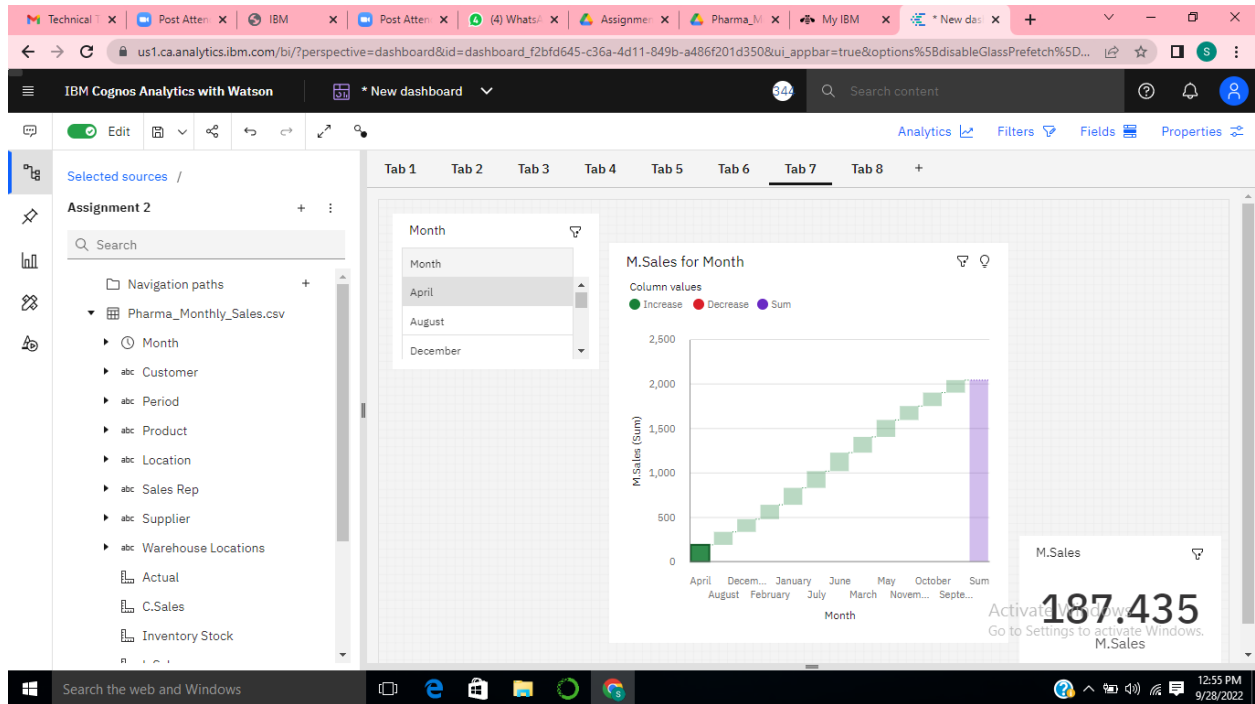 Technical T
Post Atten
IBM
Post Atten
(4) WhatsA
Assignmen
Pharma_M
My IBM
* New das
us1.ca.analytics.ibm.com/bi/?perspective=dashboard&id=dashboard_f2bfd645-c36a-4d11-849b-a486f201d350&ui_appbar=true&options%5BdisableGlassPrefetch%5D...
S
IBM Cognos Analytics with Watson
* New dashboard
344
Search content
Edit
Analytics
Filters
Fields
Properties
Selected sources /
Assignment 2
Search
Navigation paths
Pharma_Monthly_Sales.csv
Month
abc Customer
abc Period
abc Product
abc Location
abc Sales Rep
abc Supplier
abc Warehouse Locations
Actual
C.Sales
Inventory Stock
Tab 1 Tab 2 Tab 3 Tab 4 Tab 5 Tab 6 Tab 7 Tab 8 +
Month
Month
April
August
December
M.Sales for Month
Column values
Increase Decrease Sum
2,500
2,000
1,500
1,000
500
0
M.Sales (Sum)
April Decem... January June May October Sum
August February July March Novem... Septe...
Month
M.Sales
187.435
M.Sales
Activate Windows
Go to Settings to activate Windows.
Search the web and Windows
12:55 PM
9/28/2022